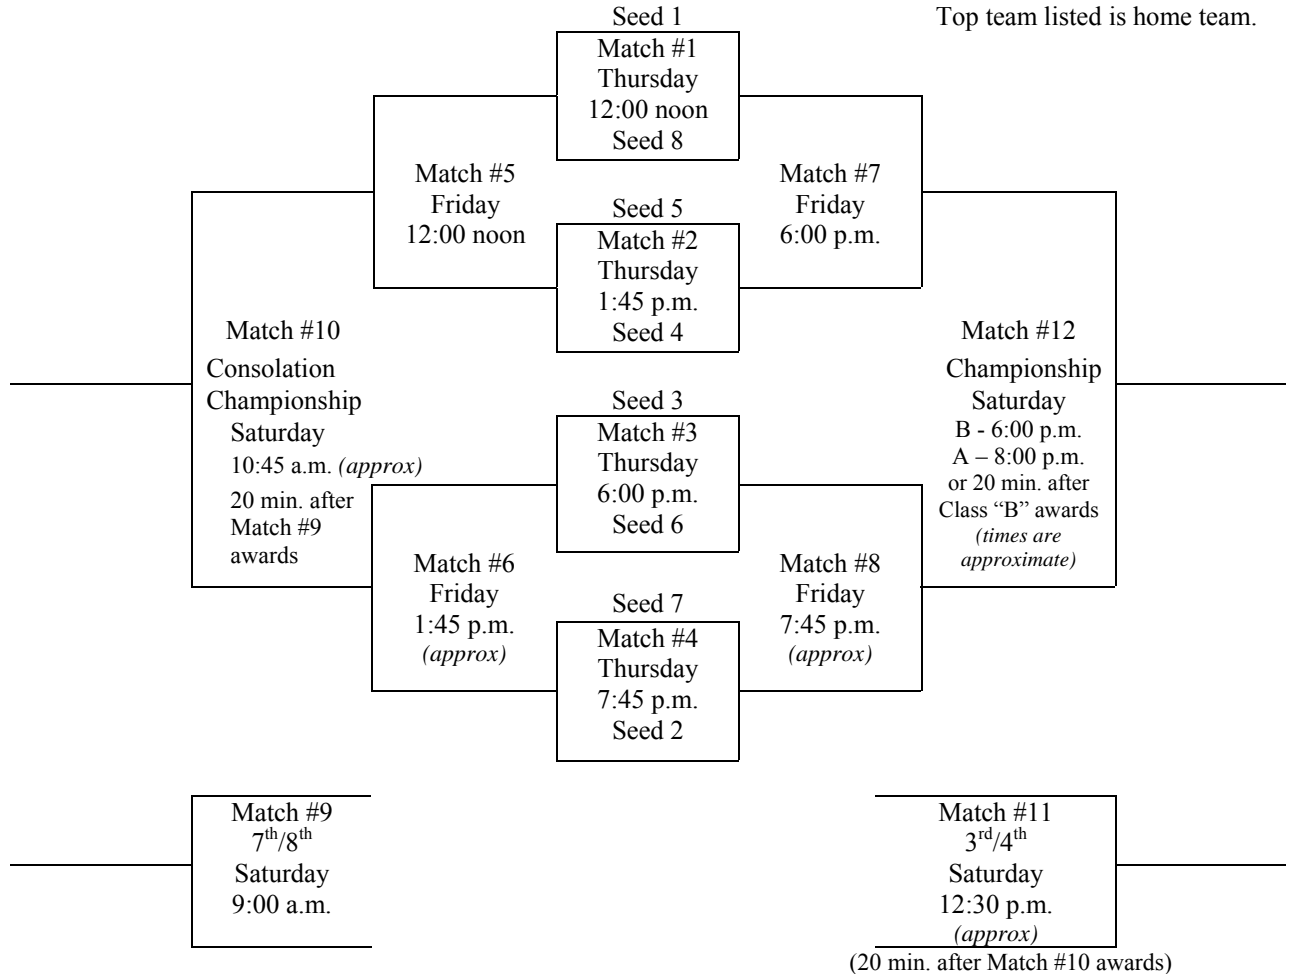 Seed 1
Top team listed is home team.
Match #1
Thursday
12:00 noon
Seed 8
Match #5
Friday
12:00 noon
Match #7
Friday
6:00 p.m.
Seed 5
Match #2
Thursday
1:45 p.m.
Seed 4
Match #10
Consolation
Championship
Saturday
10:45 a.m. (approx)
20 min. after
Match #9
awards
Match #12
Championship
Saturday
B - 6:00 p.m.
A – 8:00 p.m.
or 20 min. after
Class “B” awards
(times are
approximate)
Seed 3
Match #3
Thursday
6:00 p.m.
Seed 6
Match #6
Friday
1:45 p.m.
(approx)
Match #8
Friday
7:45 p.m.
(approx)
Seed 7
Match #4
Thursday
7:45 p.m.
Seed 2
Match #9
7th/8th
Saturday
9:00 a.m.
Match #11
3rd/4th
Saturday
12:30 p.m.
(approx)
(20 min. after Match #10 awards)